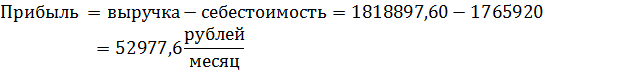 Прибыль = выручка − себестоимость = 1818897,60 − 1765920
= 52977,6 рублей/месяц